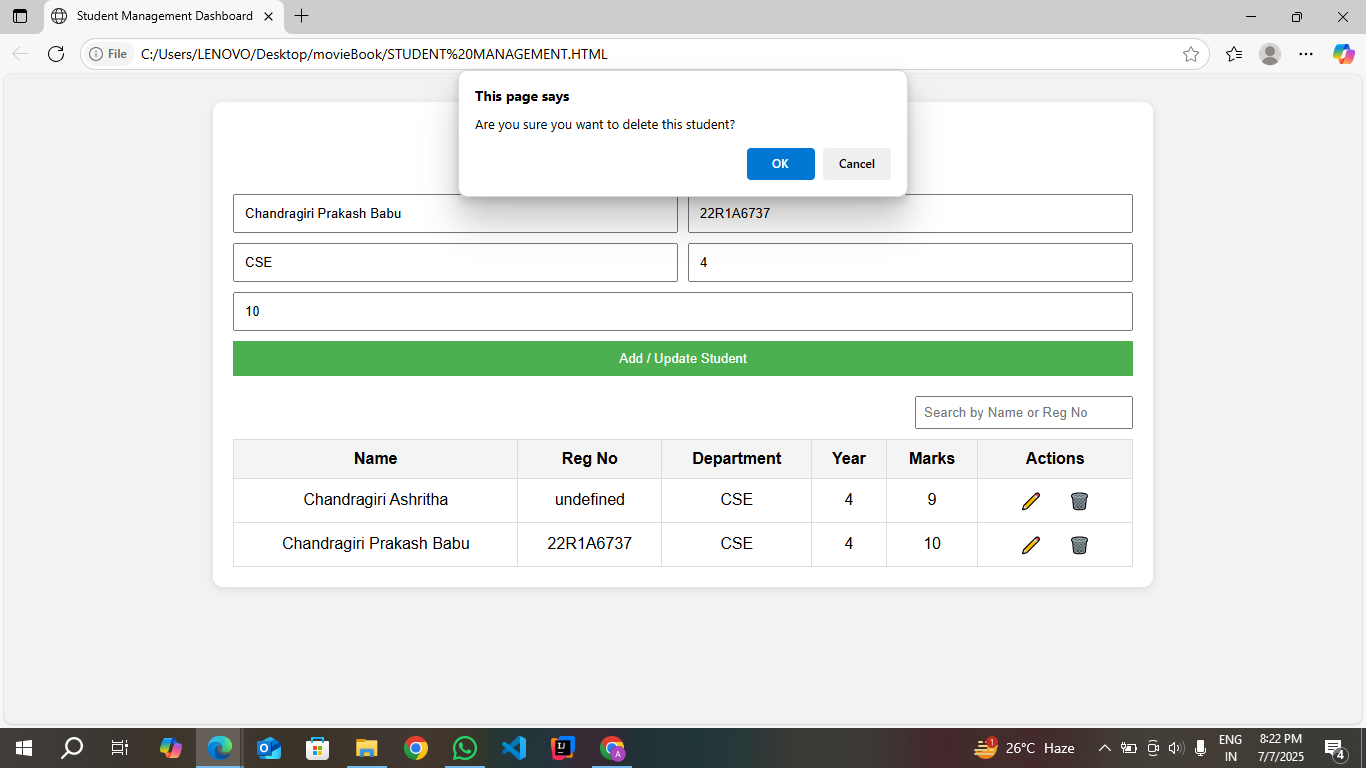 Student Management Dashboard
File C:/Users/LENOVO/Desktop/movieBook/STUDENT%20MANAGEMENT.HTML
This page says
Are you sure you want to delete this student?
OK Cancel
Chandragiri Prakash Babu 22R1A6737
CSE 4
10
Add / Update Student
Search by Name or Reg No
Name Reg No Department Year Marks Actions
Chandragiri Ashritha undefined CSE 4 9
Chandragiri Prakash Babu 22R1A6737 CSE 4 10
1 26°C Haze ENG IN 8:22 PM 7/7/2025 4